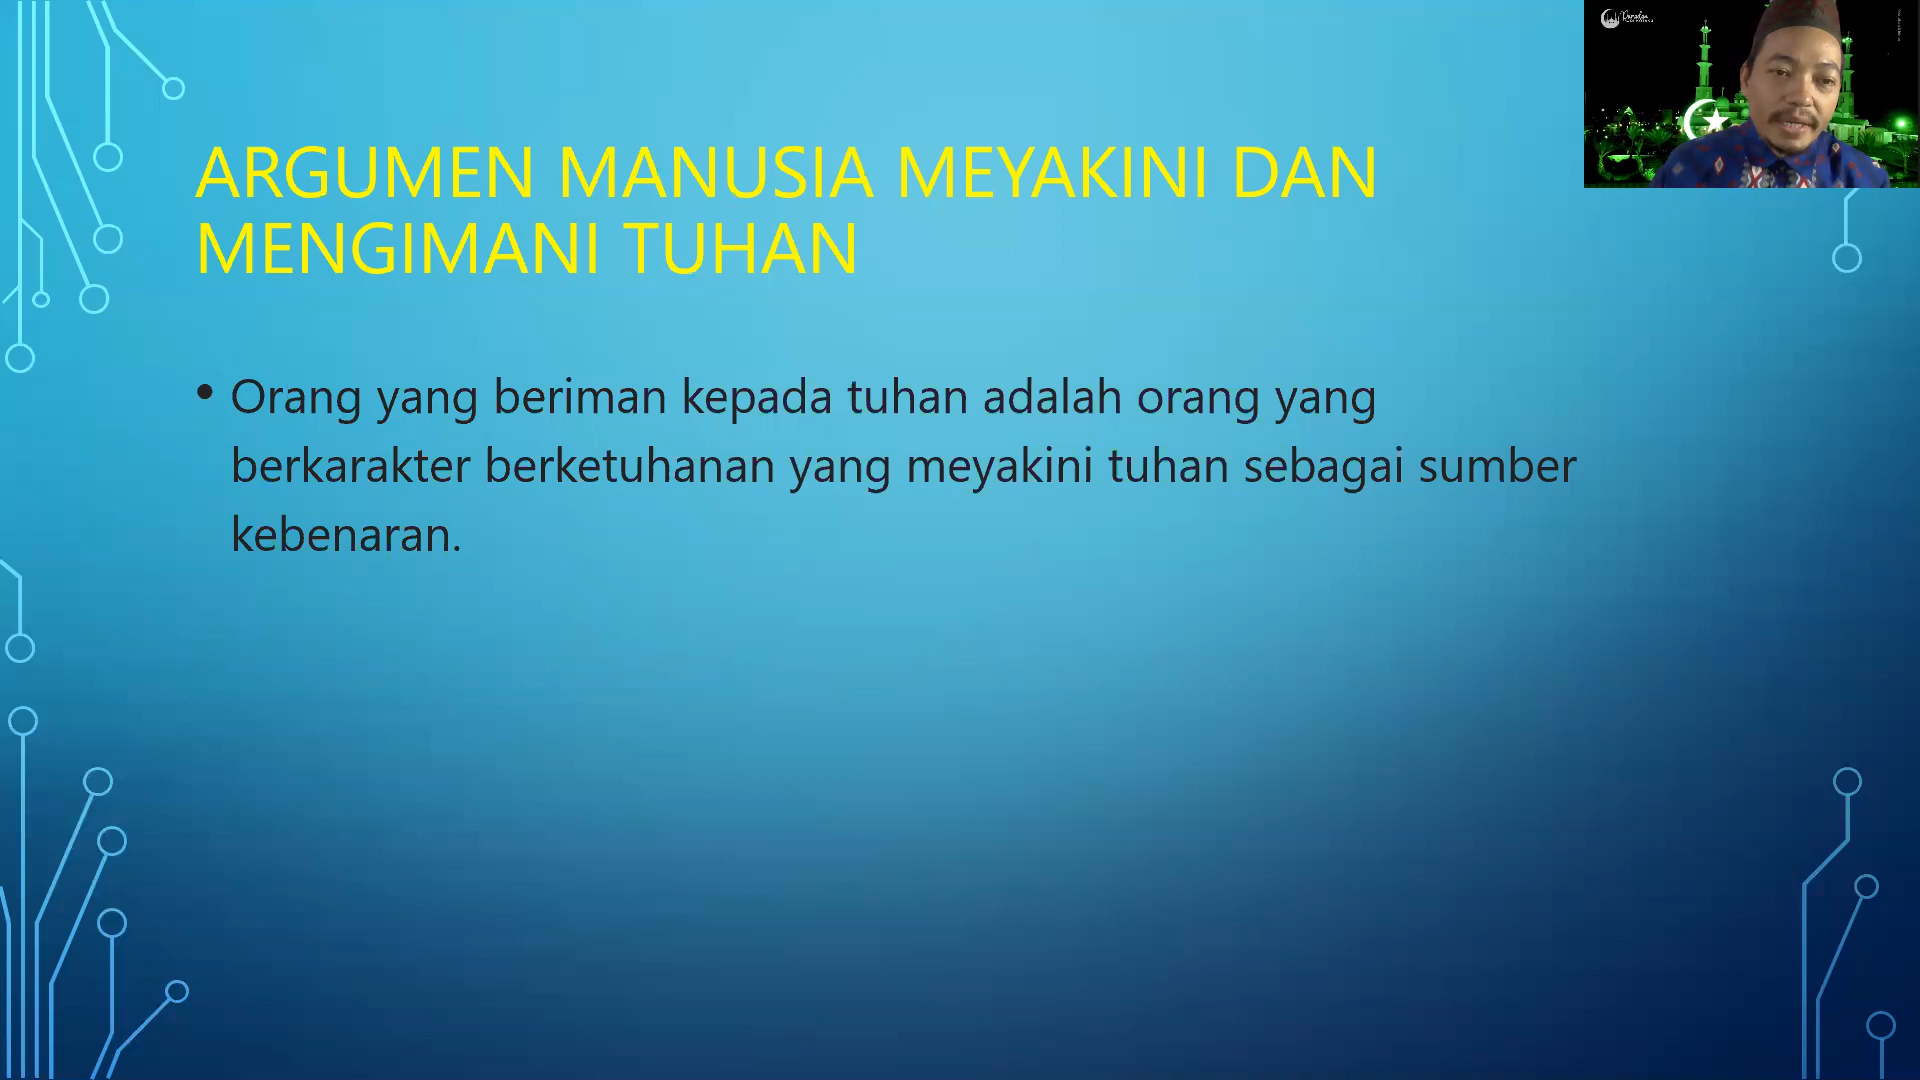 ARGUMEN MANUSIA MEYAKINI DAN
MENGIMANI TUHAN
• Orang yang beriman kepada tuhan adalah orang yang
berkarakter berketuhanan yang meyakini tuhan sebagai sumber
kebenaran.